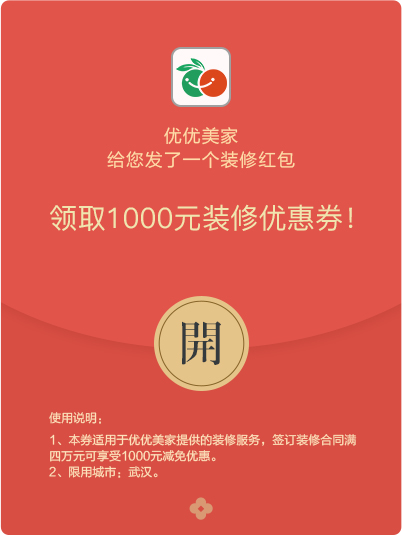 优优美家
给您发了一个装修红包
领取1000元装修优惠券！
開
使用说明：
1、本券适用于优优美家提供的装修服务，签订装修合同满
四万元可享受1000元减免优惠。
2、限用城市：武汉。